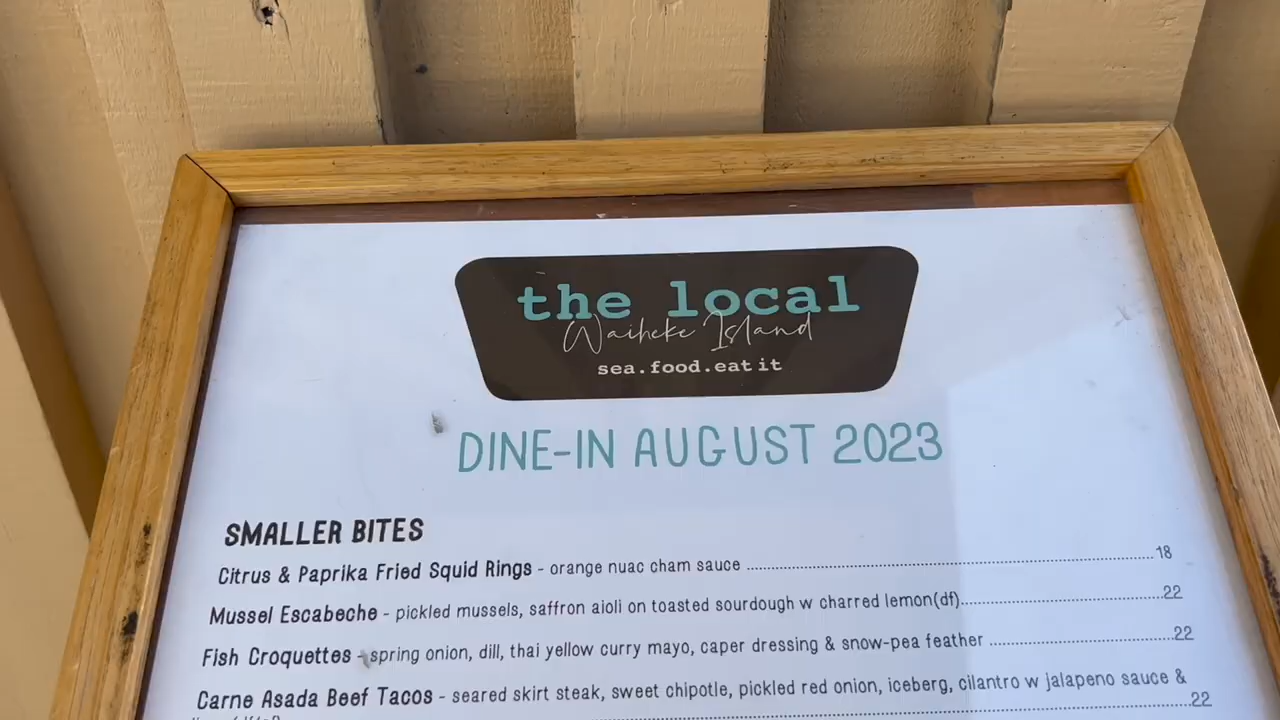 the local
Waiheke Island
sea.food.eat it
DINE-IN AUGUST 2023
SMALLER BITES
Citrus & Paprika Fried Squid Rings - orange nuac cham sauce ........ 18
Mussel Escabeche - pickled mussels, saffron aioli on toasted sourdough w charred lemon(df)........22
Fish Croquettes - spring onion, dill, thai yellow curry mayo, caper dressing & snow-pea feather ........22
Carne Asada Beef Tacos - seared skirt steak, sweet chipotle, pickled red onion, iceberg, cilantro w jalapeno sauce &
........22